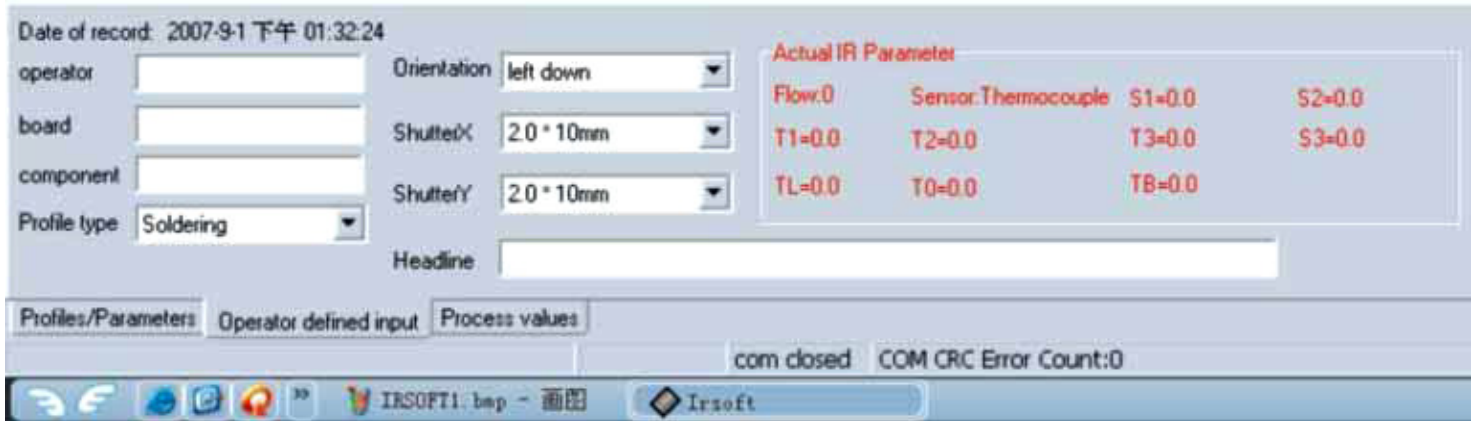 Date of record: 2007-9-1 下午 01:32:24
operator
Orientation left down
board
ShutterX 2.0 * 10mm
component
ShutterY 2.0 * 10mm
Profile type Soldering
Headline
Actual IR Parameter
Flow:0 Sensor:Thermocouple S1=0.0 S2=0.0
T1=0.0 T2=0.0 T3=0.0 S3=0.0
TL=0.0 T0=0.0 TB=0.0
Profiles/Parameters Operator defined input Process values
com closed COM CRC Error Count:0
IRSOFT1.bmp - 画图 Irsoft